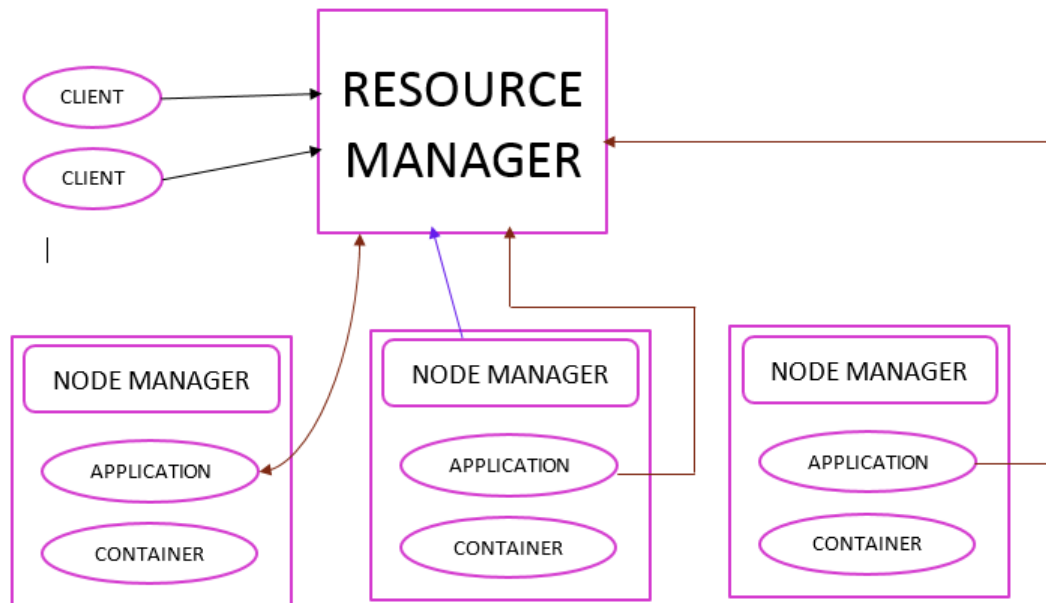 RESOURCE
MANAGER
CLIENT
CLIENT
NODE MANAGER
APPLICATION
CONTAINER
NODE MANAGER
APPLICATION
CONTAINER
NODE MANAGER
APPLICATION
CONTAINER